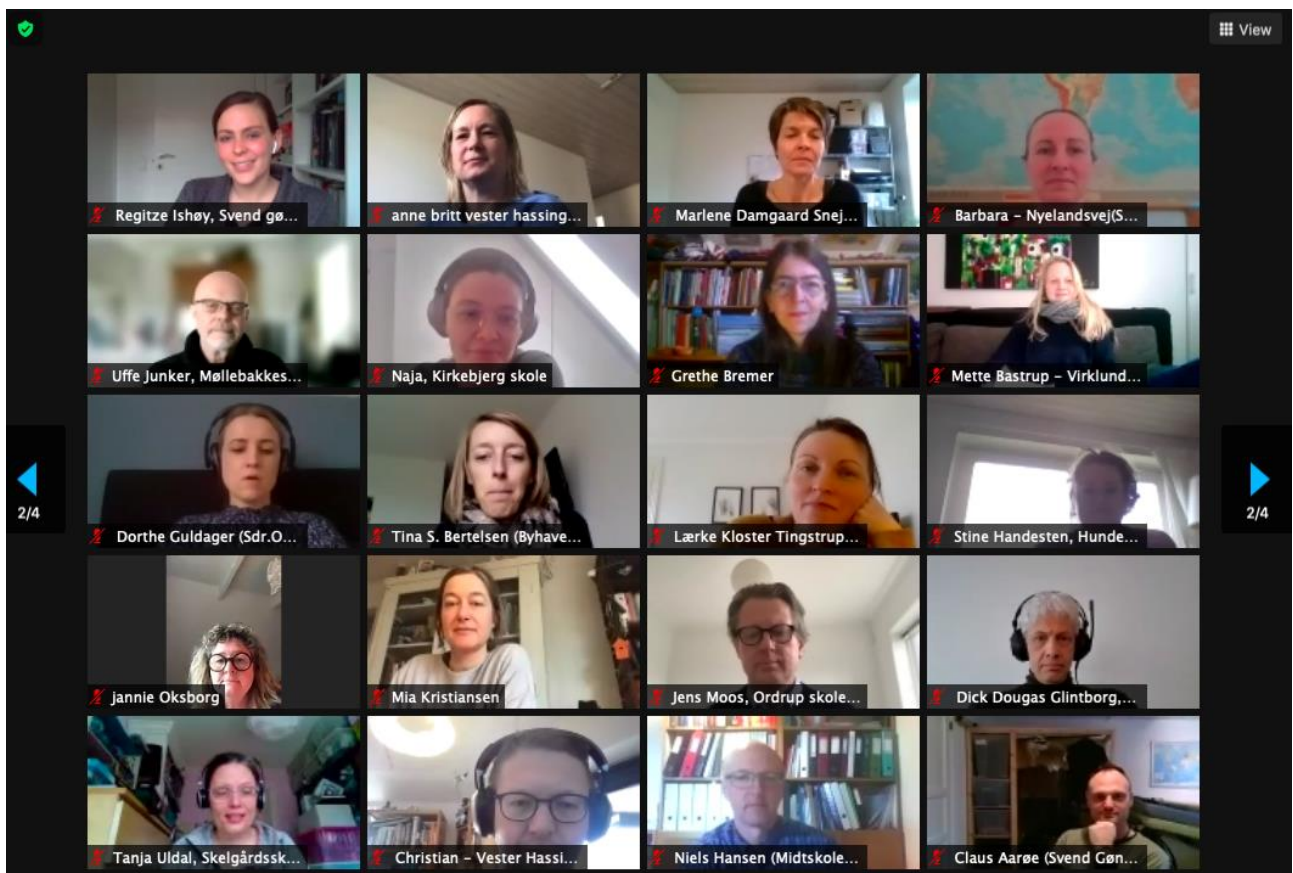 View
Regitze Ishøy, Svend gø...
anne britt vester hassing...
Marlene Damgaard Snej...
Barbara – Nyelandsvej(S...
Uffe Junker, Møllebakkes...
Naja, Kirkebjerg skole
Grethe Bremer
Mette Bastrup – Virklund...
2/4
2/4
Dorthe Guldager (Sdr.O...
Tina S. Bertelsen (Byhave...
Lærke Kloster Tingstrup...
Stine Handesten, Hunde...
jannie Oksborg
Mia Kristiansen
Jens Moos, Ordrup skole...
Dick Dougas Glintborg,...
Tanja Uldal, Skelgårdssk...
Christian – Vester Hassi...
Niels Hansen (Midtskole...
Claus Aarøe (Svend Gøn...